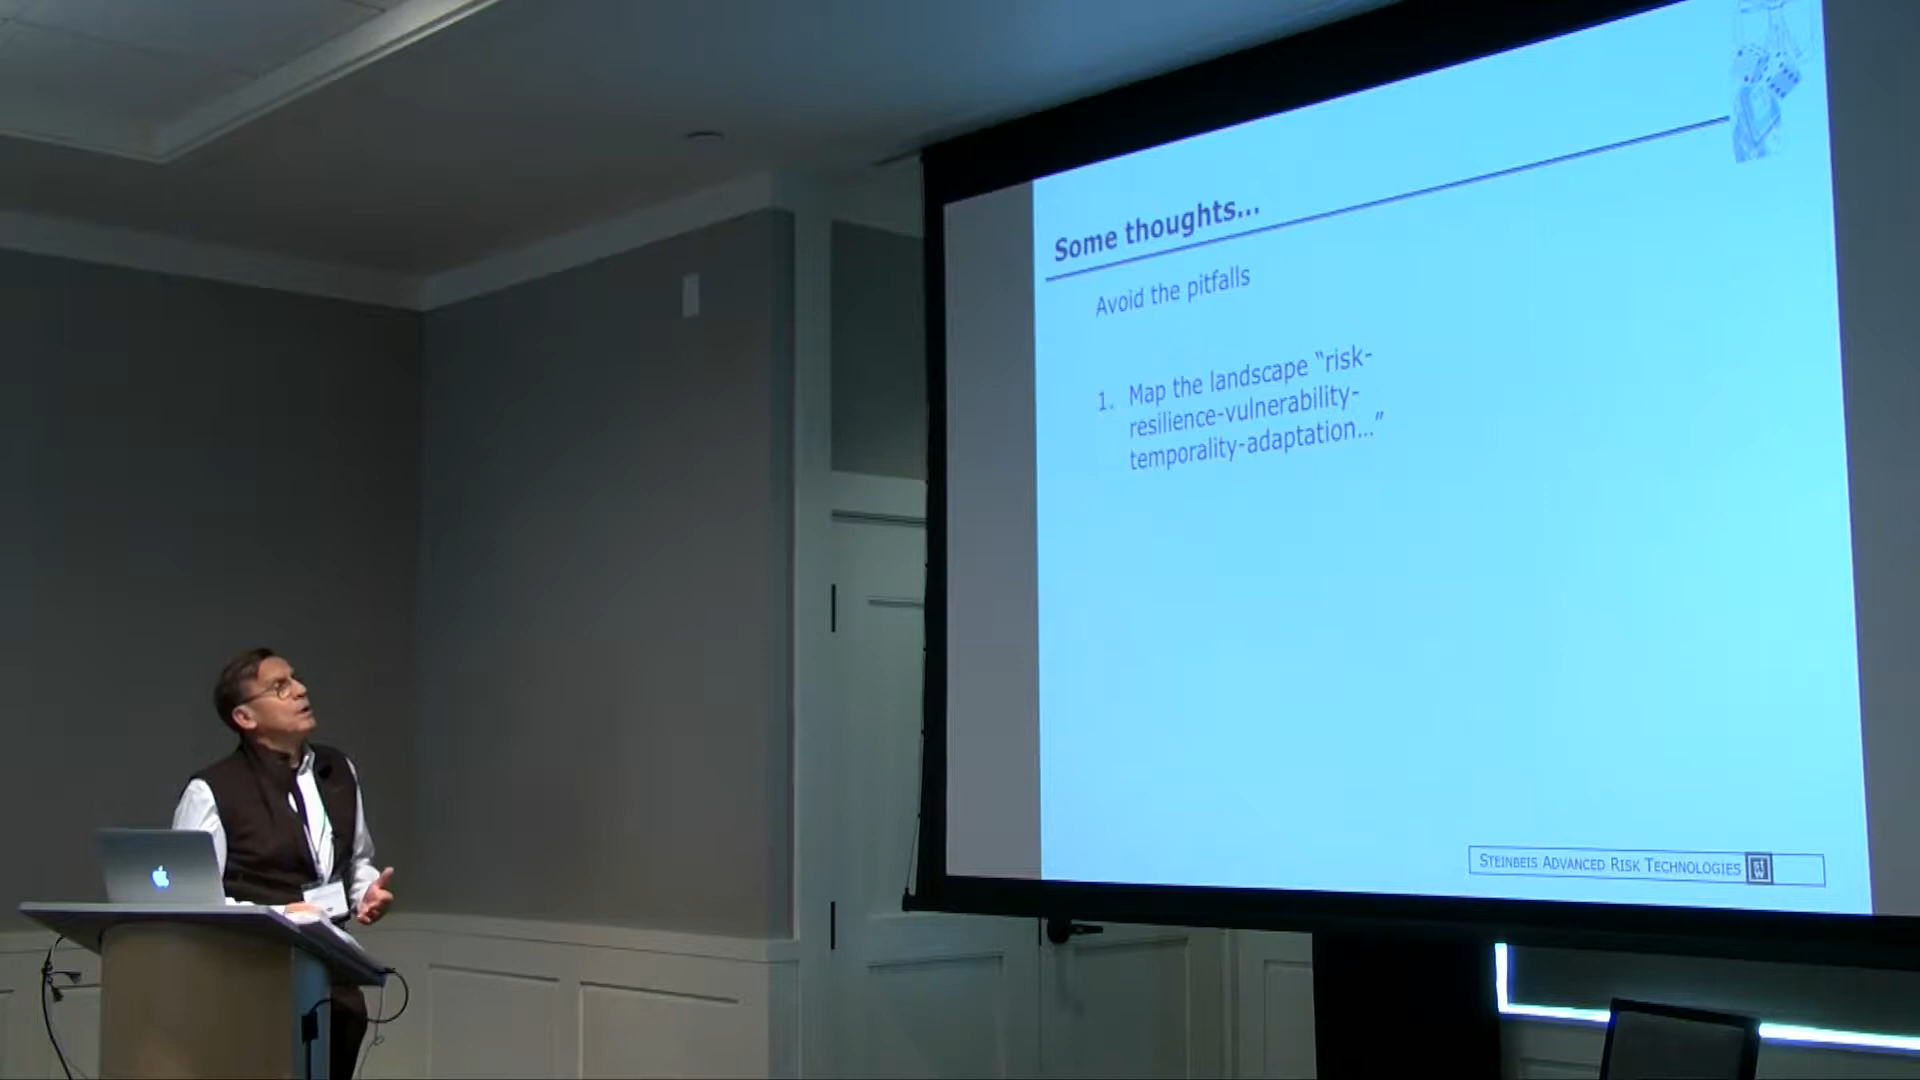 Some thoughts...
Avoid the pitfalls
1. Map the landscape “risk-
resilience-vulnerability-
temporality-adaptation...”
STEINBEIS ADVANCED RISK TECHNOLOGIES